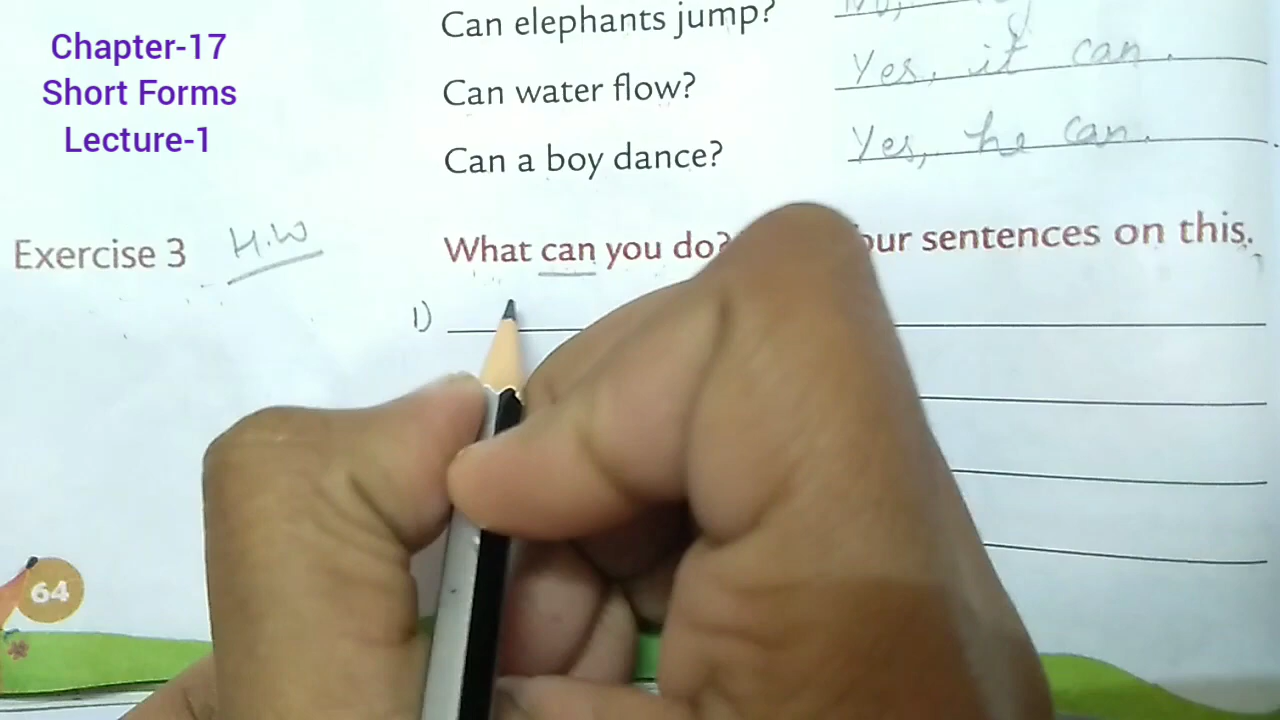 Chapter-17
Short Forms
Lecture-1
Can elephants jump?
Can water flow? Yes, it can.
Can a boy dance? Yes, he can.
Exercise 3 H.W What can you do? our sentences on this.
1)
64